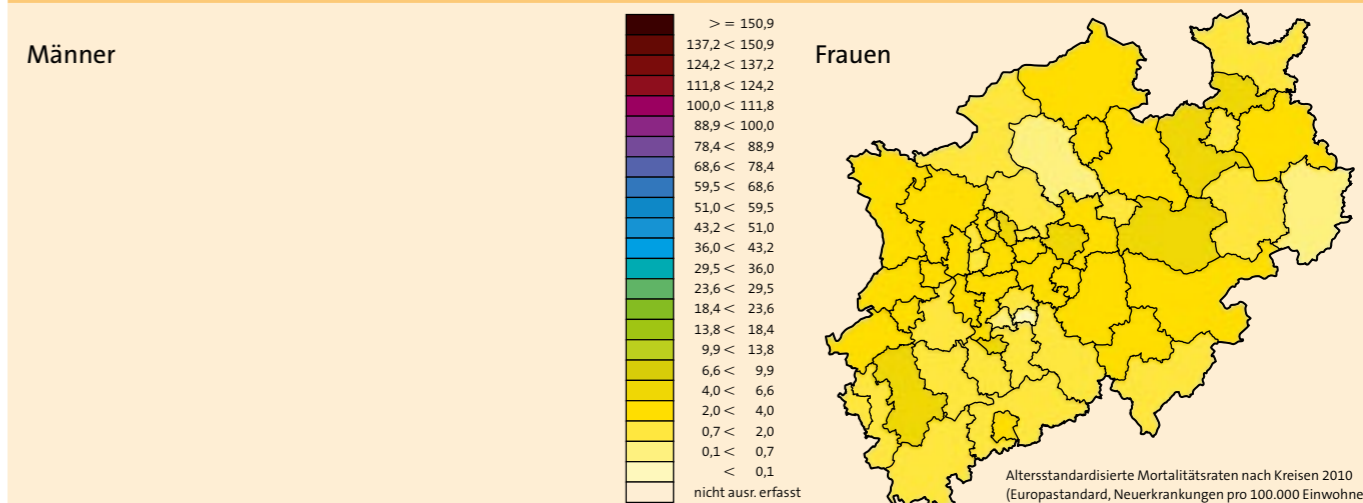 Männer
> = 150,9
137,2 < 150,9
124,2 < 137,2
111,8 < 124,2
100,0 < 111,8
88,9 < 100,0
78,4 < 88,9
68,6 < 78,4
59,5 < 68,6
51,0 < 59,5
43,2 < 51,0
36,0 < 43,2
29,5 < 36,0
23,6 < 29,5
18,4 < 23,6
13,8 < 18,4
9,9 < 13,8
6,6 < 9,9
4,0 < 6,6
2,0 < 4,0
0,7 < 2,0
0,1 < 0,7
< 0,1
nicht ausr. erfasst
Frauen
Altersstandardisierte Mortalitätsraten nach Kreisen 2010
(Europastandard, Neuerkrankungen pro 100.000 Einwohne